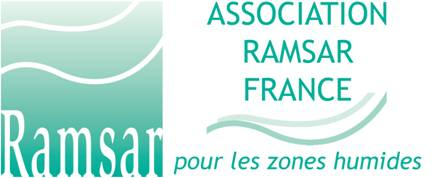 Ramsar
ASSOCIATION
RAMSAR
FRANCE
pour les zones humides